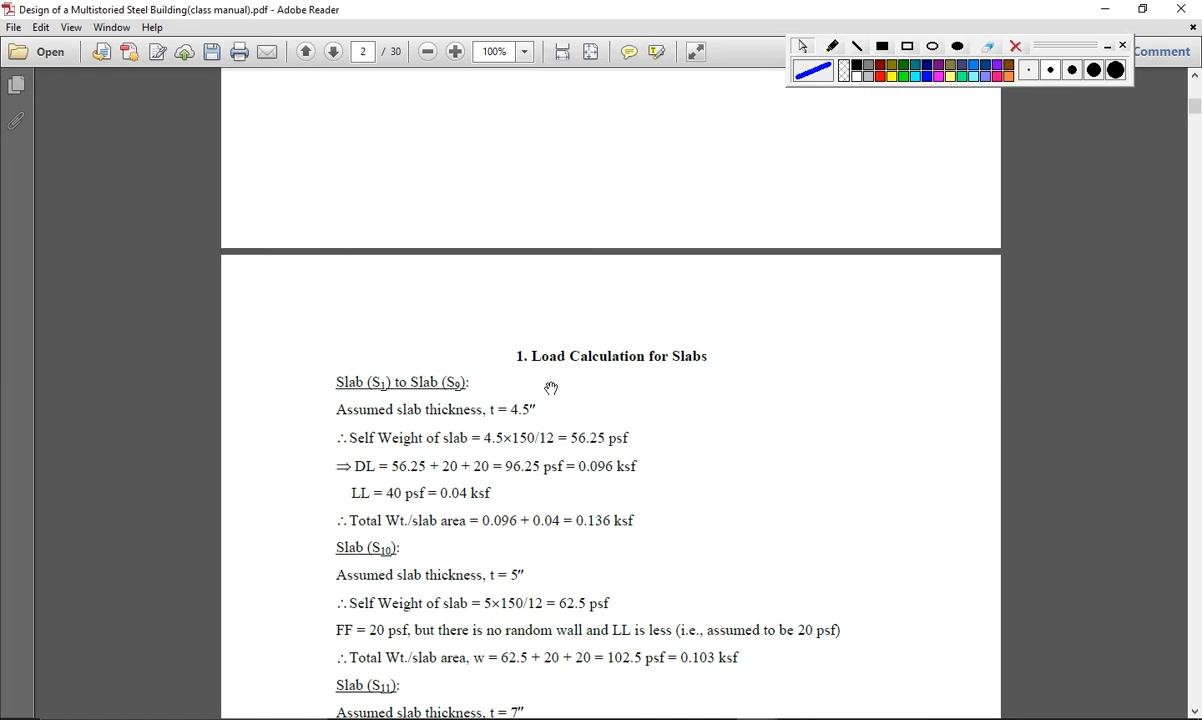 Design of a Multistoried Steel Building(class manual).pdf - Adobe Reader
File Edit View Window Help
Open 2 / 30 100% Comment
1. Load Calculation for Slabs
Slab (S₁) to Slab (S₉):
Assumed slab thickness, t = 4.5″
∴ Self Weight of slab = 4.5×150/12 = 56.25 psf
⇒ DL = 56.25 + 20 + 20 = 96.25 psf = 0.096 ksf
LL = 40 psf = 0.04 ksf
∴ Total Wt./slab area = 0.096 + 0.04 = 0.136 ksf
Slab (S₁₀):
Assumed slab thickness, t = 5″
∴ Self Weight of slab = 5×150/12 = 62.5 psf
FF = 20 psf, but there is no random wall and LL is less (i.e., assumed to be 20 psf)
∴ Total Wt./slab area, w = 62.5 + 20 + 20 = 102.5 psf = 0.103 ksf
Slab (S₁₁):
Assumed slab thickness, t = 7″